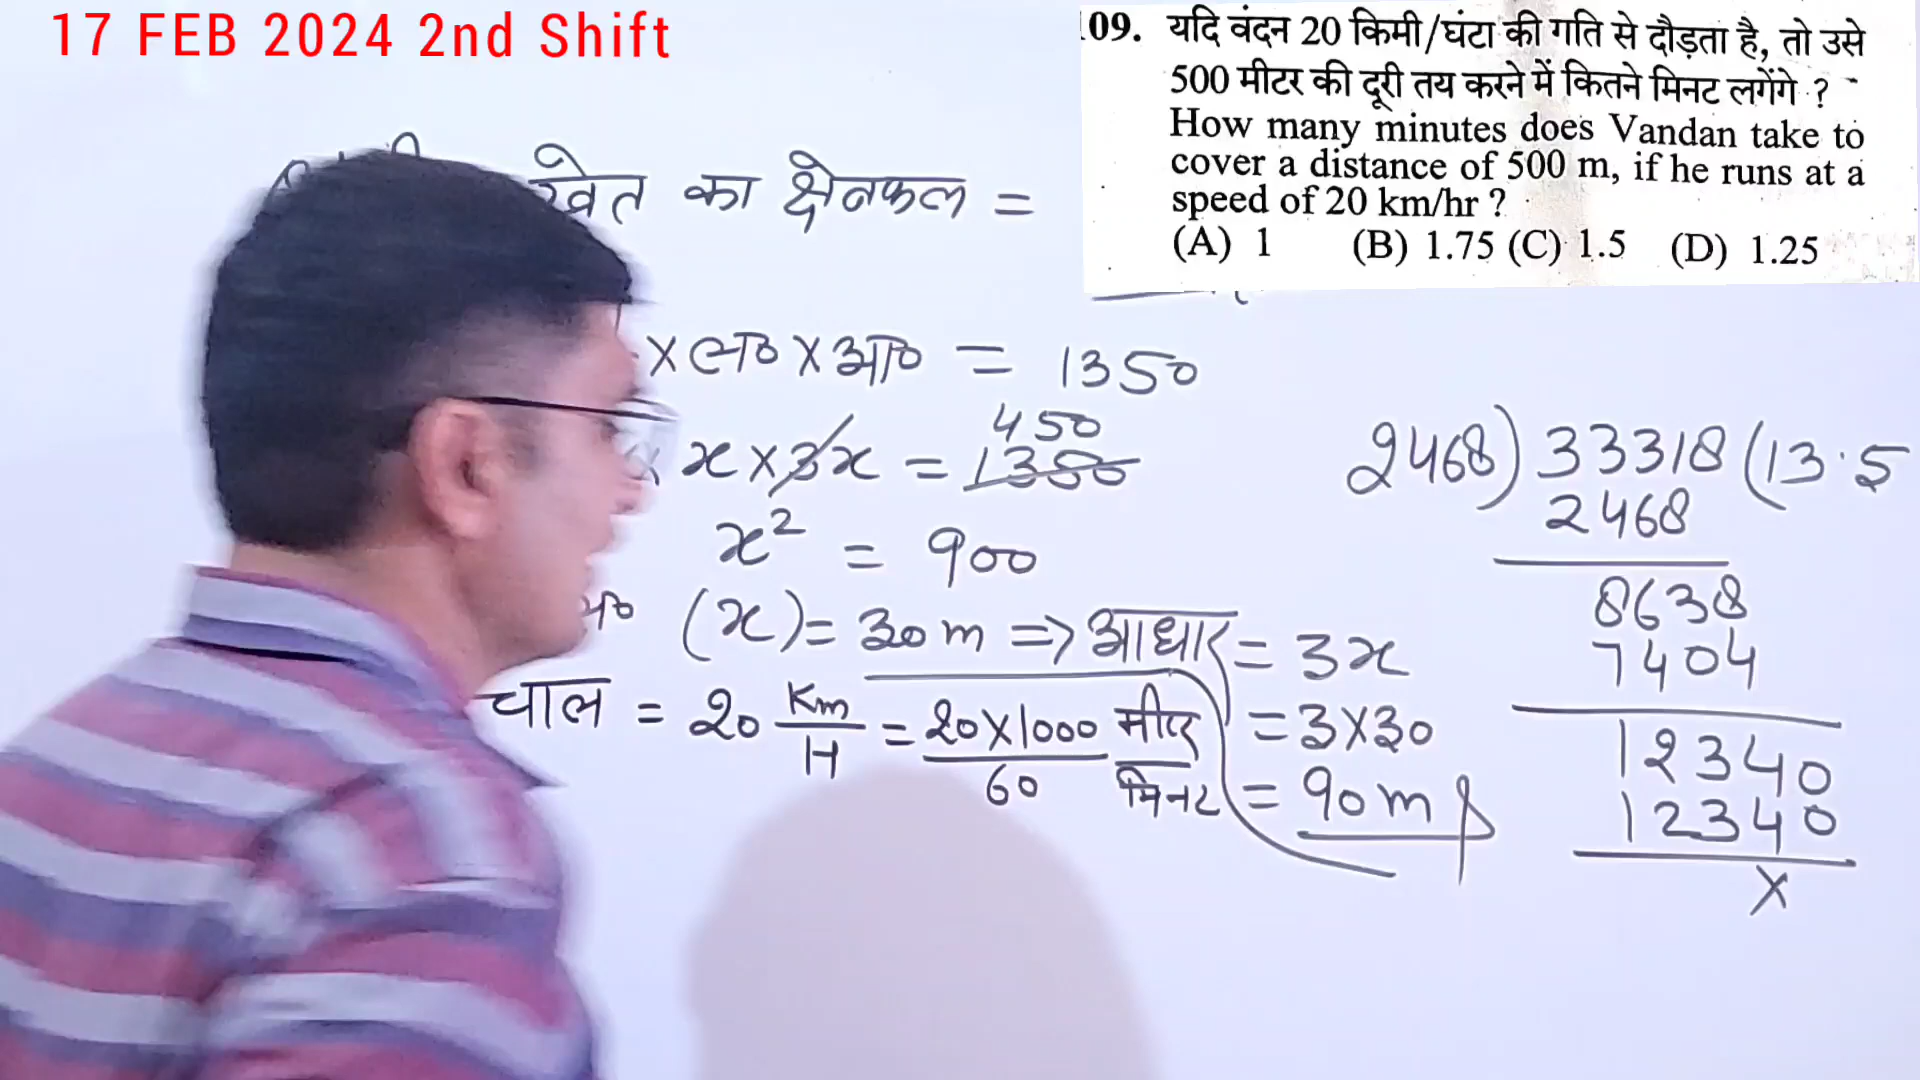 17 FEB 2024 2nd Shift
09. यदि वंदन 20 किमी/घंटा की गति से दौड़ता है, तो उसे
500 मीटर की दूरी तय करने में कितने मिनट लगेंगे ?
How many minutes does Vandan take to
cover a distance of 500 m, if he runs at a
speed of 20 km/hr ?
(A) 1 (B) 1.75 (C) 1.5 (D) 1.25
खेत का क्षेत्रफल =
× ल० × आ० = 1350
x × 3x = 1350
450
x² = 900
(x) = 30 m => आधार = 3x
= 3×30
= 90 m
चाल = 20 Km/H = 20×1000/60 मीटर/मिनट
2468) 33318 (13.5
2468
8638
7404
12340
12340
x